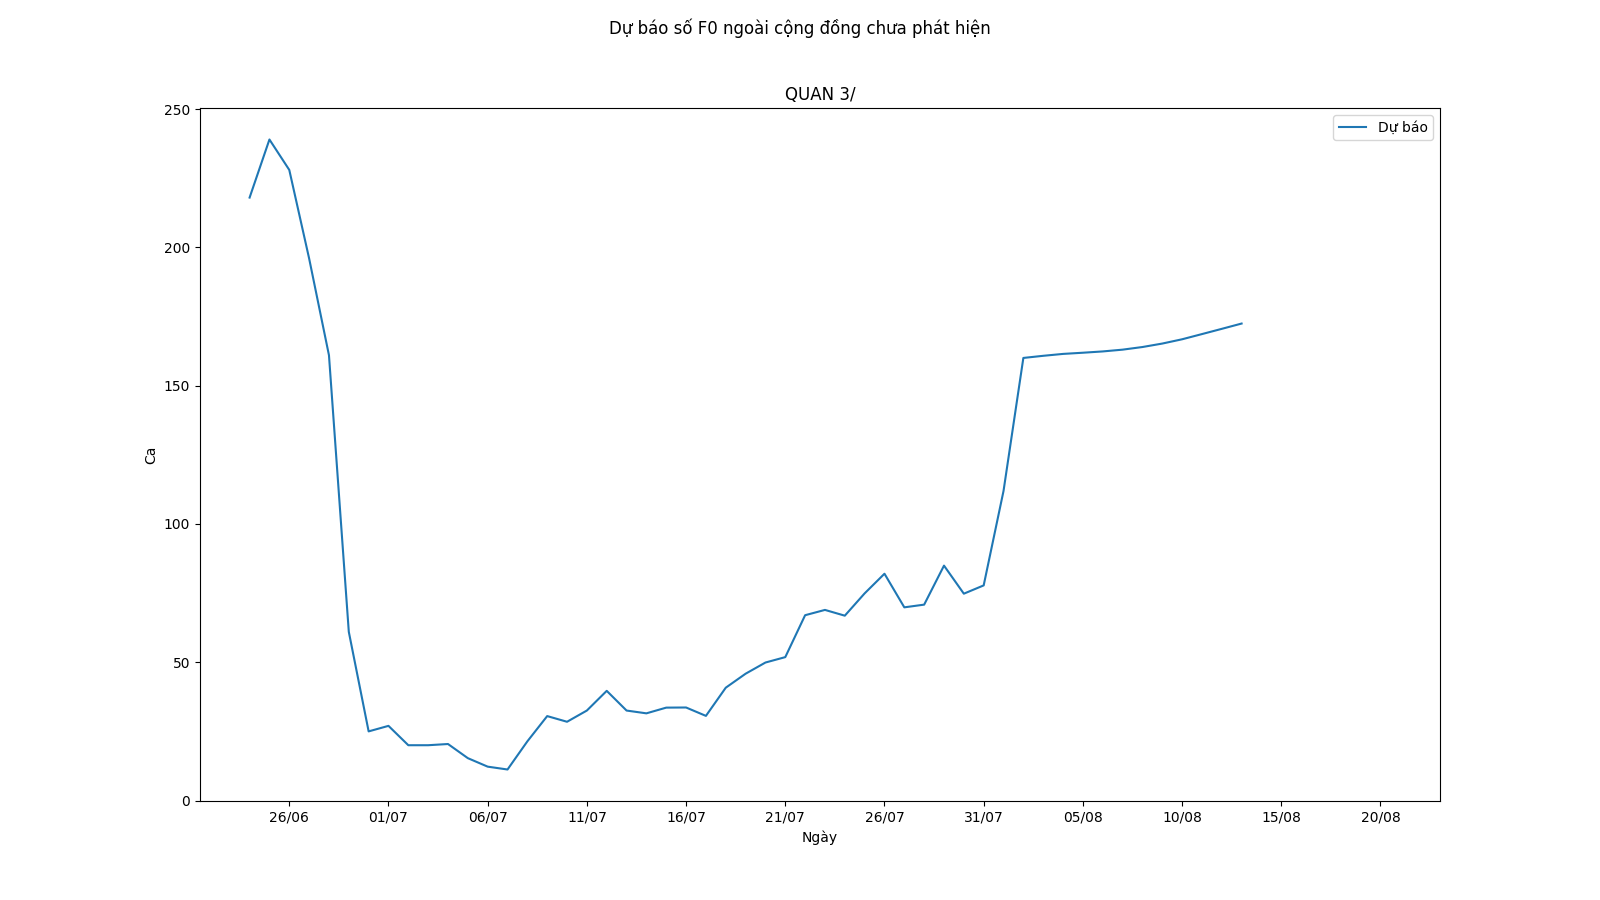 Dự báo số F0 ngoài cộng đồng chưa phát hiện
QUAN 3/
Dự báo
250
200
150
100
50
0
Ca
26/06 01/07 06/07 11/07 16/07 21/07 26/07 31/07 05/08 10/08 15/08 20/08
Ngày